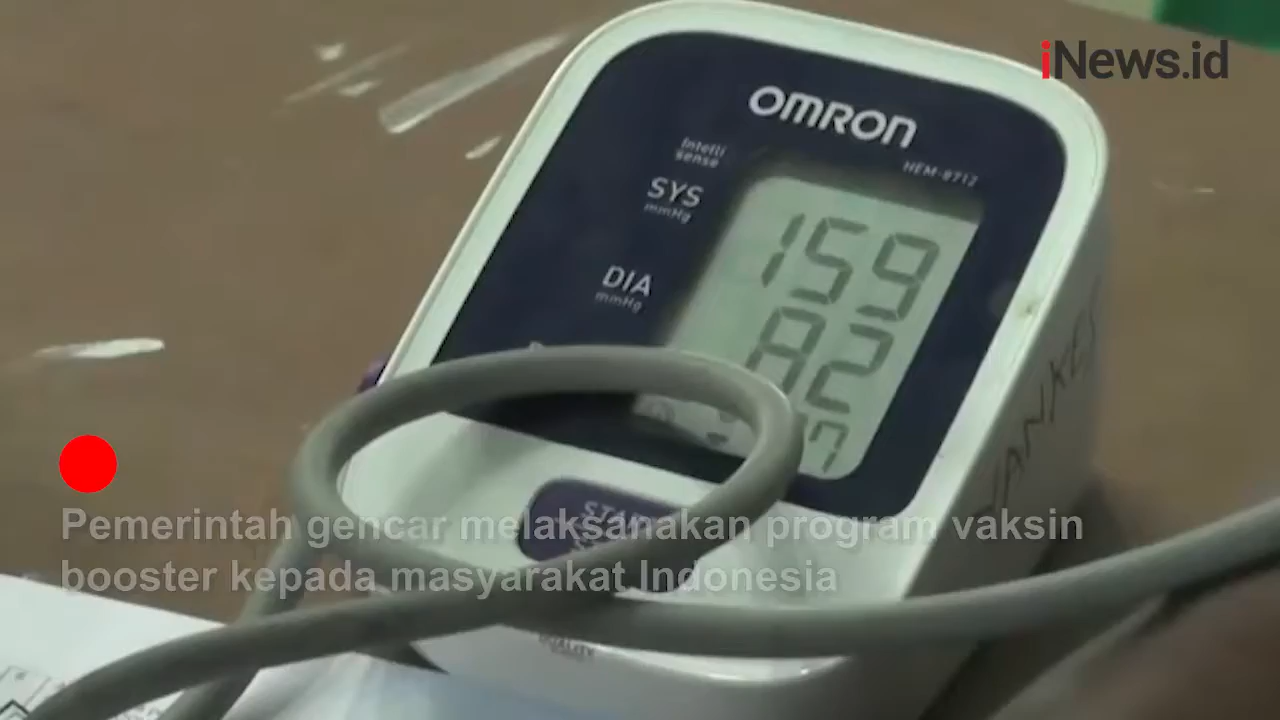 iNews.id
OMRON
Intelli
sense
HEM-8712
SYS
mmHg
159
DIA
mmHg
82
START
Pemerintah gencar melaksanakan program vaksin
booster kepada masyarakat Indonesia